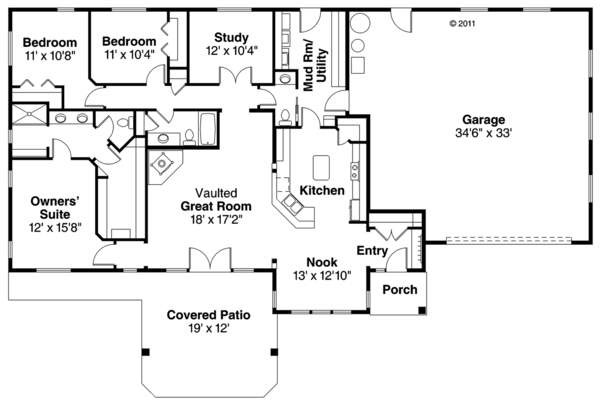 © 2011
Bedroom
11' x 10'8"
Bedroom
11' x 10'4"
Study
12' x 10'4"
Mud Rm/
Utility
Garage
34'6" x 33'
Owners'
Suite
12' x 15'8"
Vaulted
Great Room
18' x 17'2"
Kitchen
Nook
13' x 12'10"
Entry
Porch
Covered Patio
19' x 12'